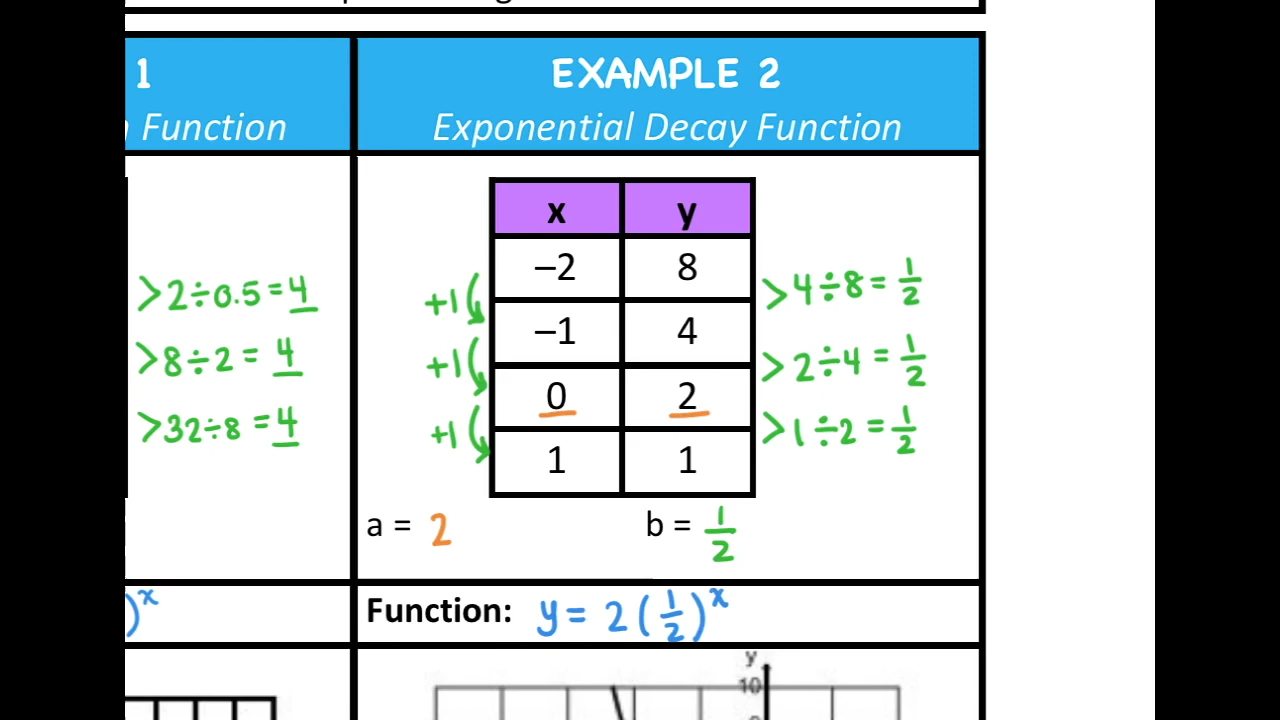 1
Function
>2÷0.5=4
>8÷2=4
>32÷8=4
)^x
EXAMPLE 2
Exponential Decay Function
x y
–2 8
–1 4
0 2
1 1
+1
+1
+1
>4÷8=1/2
>2÷4=1/2
>1÷2=1/2
a = 2 b = 1/2
Function: y = 2(1/2)^x
y
10